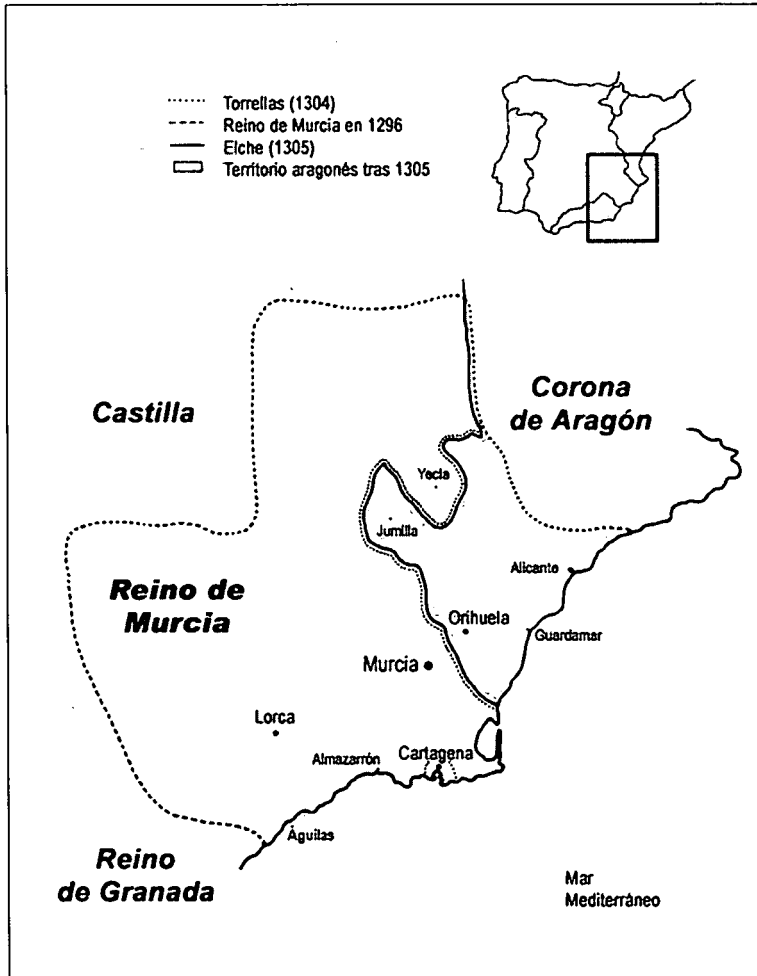 Torrellas (1304)
Reino de Murcia en 1296
Elche (1305)
Territorio aragonés tras 1305
Castilla
Corona
de Aragón
Yecla
Jumilla
Alicante
Reino de
Murcia
Orihuela
Guardamar
Murcia
Lorca
Cartagena
Almazarrón
Águilas
Reino
de Granada
Mar
Mediterráneo